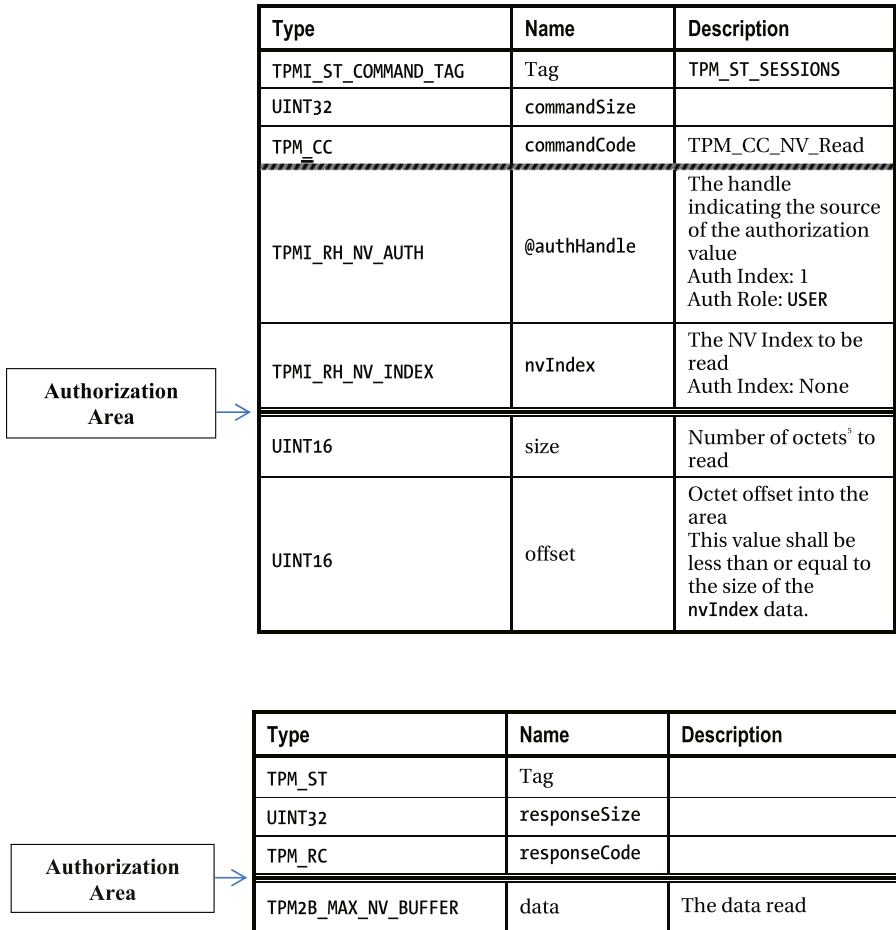 Type Name Description
TPMI_ST_COMMAND_TAG Tag TPM_ST_SESSIONS
UINT32 commandSize
TPM_CC commandCode TPM_CC_NV_Read
The handle
indicating the source
of the authorization
value
TPMI_RH_NV_AUTH @authHandle
Auth Index: 1
Auth Role: USER
The NV Index to be
read
TPMI_RH_NV_INDEX nvIndex
Auth Index: None
Authorization
Area
UINT16 size Number of octets⁵ to
read
Octet offset into the
area
This value shall be
UINT16 offset less than or equal to
the size of the
nvIndex data.
Type Name Description
TPM_ST Tag
UINT32 responseSize
TPM_RC responseCode
Authorization
Area
TPM2B_MAX_NV_BUFFER data The data read